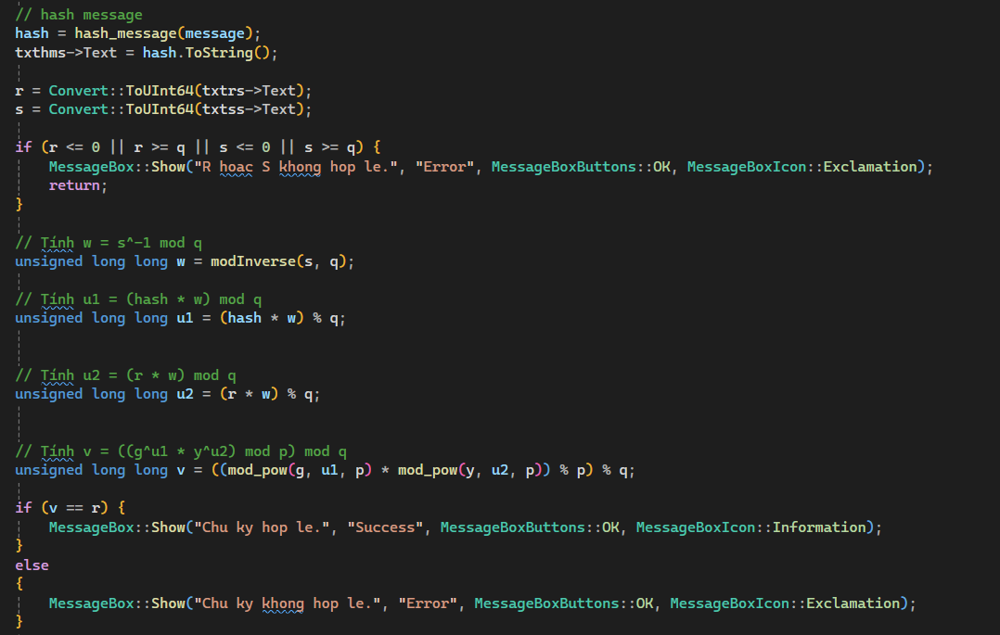 // hash message
hash = hash_message(message);
txthms->Text = hash.ToString();
r = Convert::ToUInt64(txtrs->Text);
s = Convert::ToUInt64(txtss->Text);
if (r <= 0 || r >= q || s <= 0 || s >= q) {
MessageBox::Show("R hoac S khong hop le.", "Error", MessageBoxButtons::OK, MessageBoxIcon::Exclamation);
return;
}
// Tính w = s^-1 mod q
unsigned long long w = modInverse(s, q);
// Tính u1 = (hash * w) mod q
unsigned long long u1 = (hash * w) % q;
// Tính u2 = (r * w) mod q
unsigned long long u2 = (r * w) % q;
// Tính v = ((g^u1 * y^u2) mod p) mod q
unsigned long long v = ((mod_pow(g, u1, p) * mod_pow(y, u2, p)) % p) % q;
if (v == r) {
MessageBox::Show("Chu ky hop le.", "Success", MessageBoxButtons::OK, MessageBoxIcon::Information);
}
else
{
MessageBox::Show("Chu ky khong hop le.", "Error", MessageBoxButtons::OK, MessageBoxIcon::Exclamation);
}